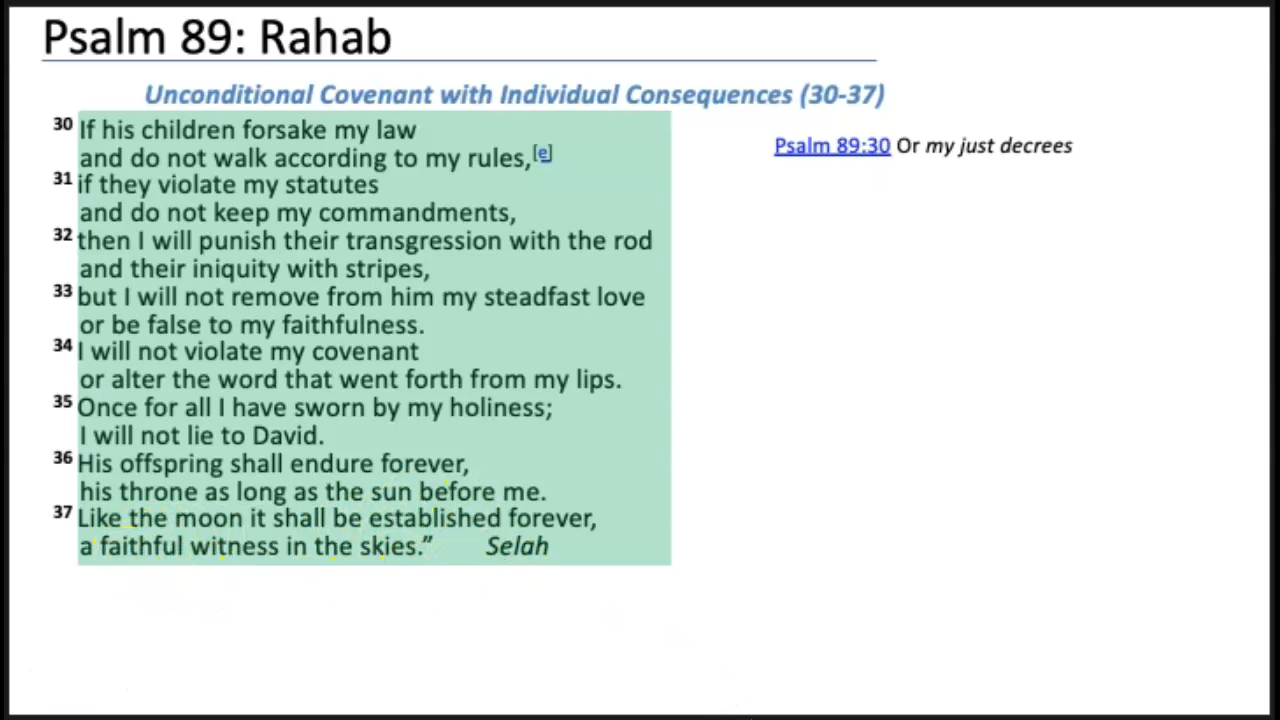 Psalm 89: Rahab
Unconditional Covenant with Individual Consequences (30-37)
30 If his children forsake my law
and do not walk according to my rules,[e]
31 if they violate my statutes
and do not keep my commandments,
32 then I will punish their transgression with the rod
and their iniquity with stripes,
33 but I will not remove from him my steadfast love
or be false to my faithfulness.
34 I will not violate my covenant
or alter the word that went forth from my lips.
35 Once for all I have sworn by my holiness;
I will not lie to David.
36 His offspring shall endure forever,
his throne as long as the sun before me.
37 Like the moon it shall be established forever,
a faithful witness in the skies.” Selah
Psalm 89:30 Or my just decrees